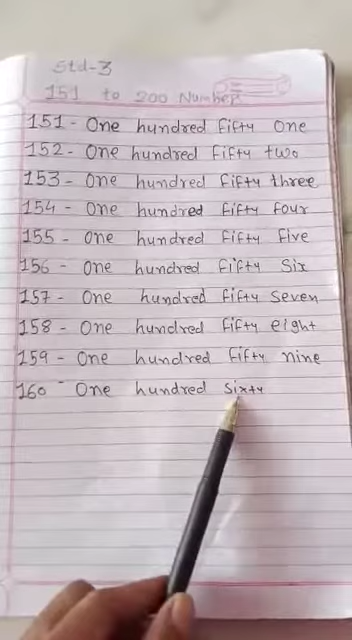 Std-3
151 to 200 Number
151 - One hundred fifty One
152 - One hundred fifty two
153 - One hundred fifty three
154 - One hundred fifty four
155 - One hundred fifty five
156 - One hundred fifty Six
157 - One hundred fifty Seven
158 - One hundred fifty eight
159 - One hundred fifty nine
160 - One hundred Sixty